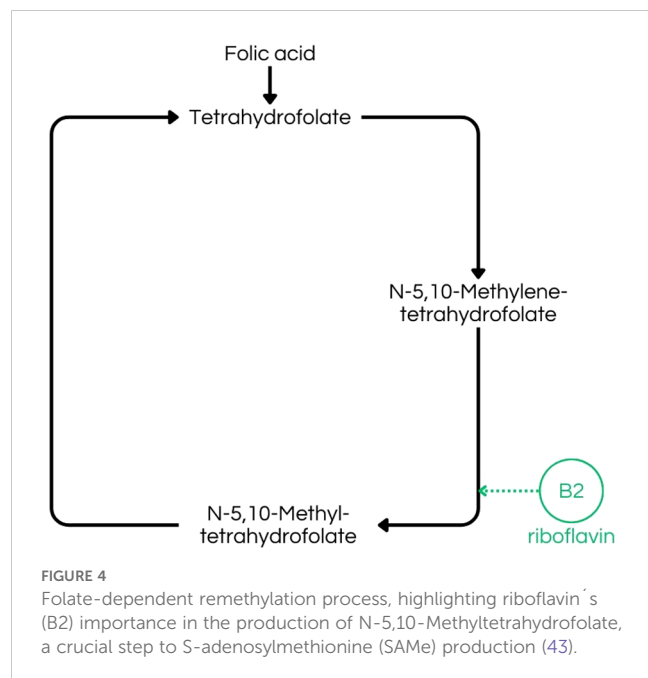 Folic acid
Tetrahydrofolate
N-5,10-Methylene-
tetrahydrofolate
B2
riboflavin
N-5,10-Methyl-
tetrahydrofolate
FIGURE 4
Folate-dependent remethylation process, highlighting riboflavin´s
(B2) importance in the production of N-5,10-Methyltetrahydrofolate,
a crucial step to S-adenosylmethionine (SAMe) production (43).